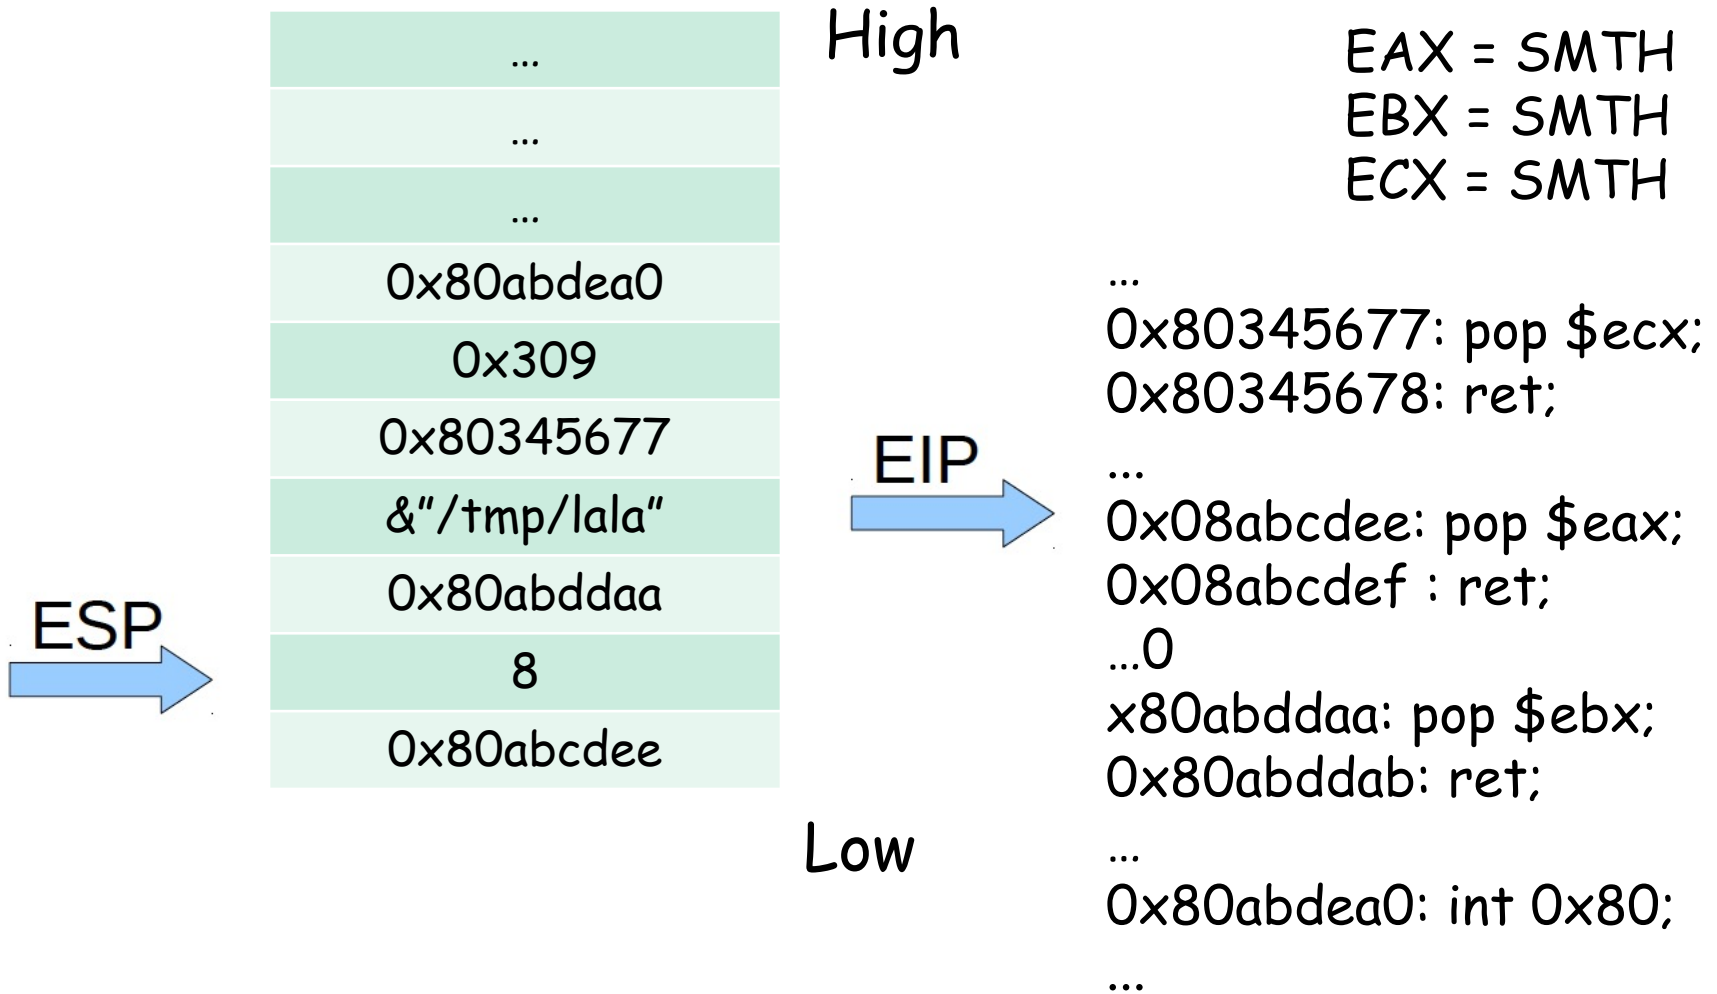 High
...
...
...
0x80abdea0
0x309
0x80345677
&"/tmp/lala"
0x80abddaa
8
0x80abcdee
Low
ESP
EIP
EAX = SMTH
EBX = SMTH
ECX = SMTH
...
0x80345677: pop $ecx;
0x80345678: ret;
...
0x08abcdee: pop $eax;
0x08abcdef : ret;
...0
x80abddaa: pop $ebx;
0x80abddab: ret;
...
0x80abdea0: int 0x80;
...